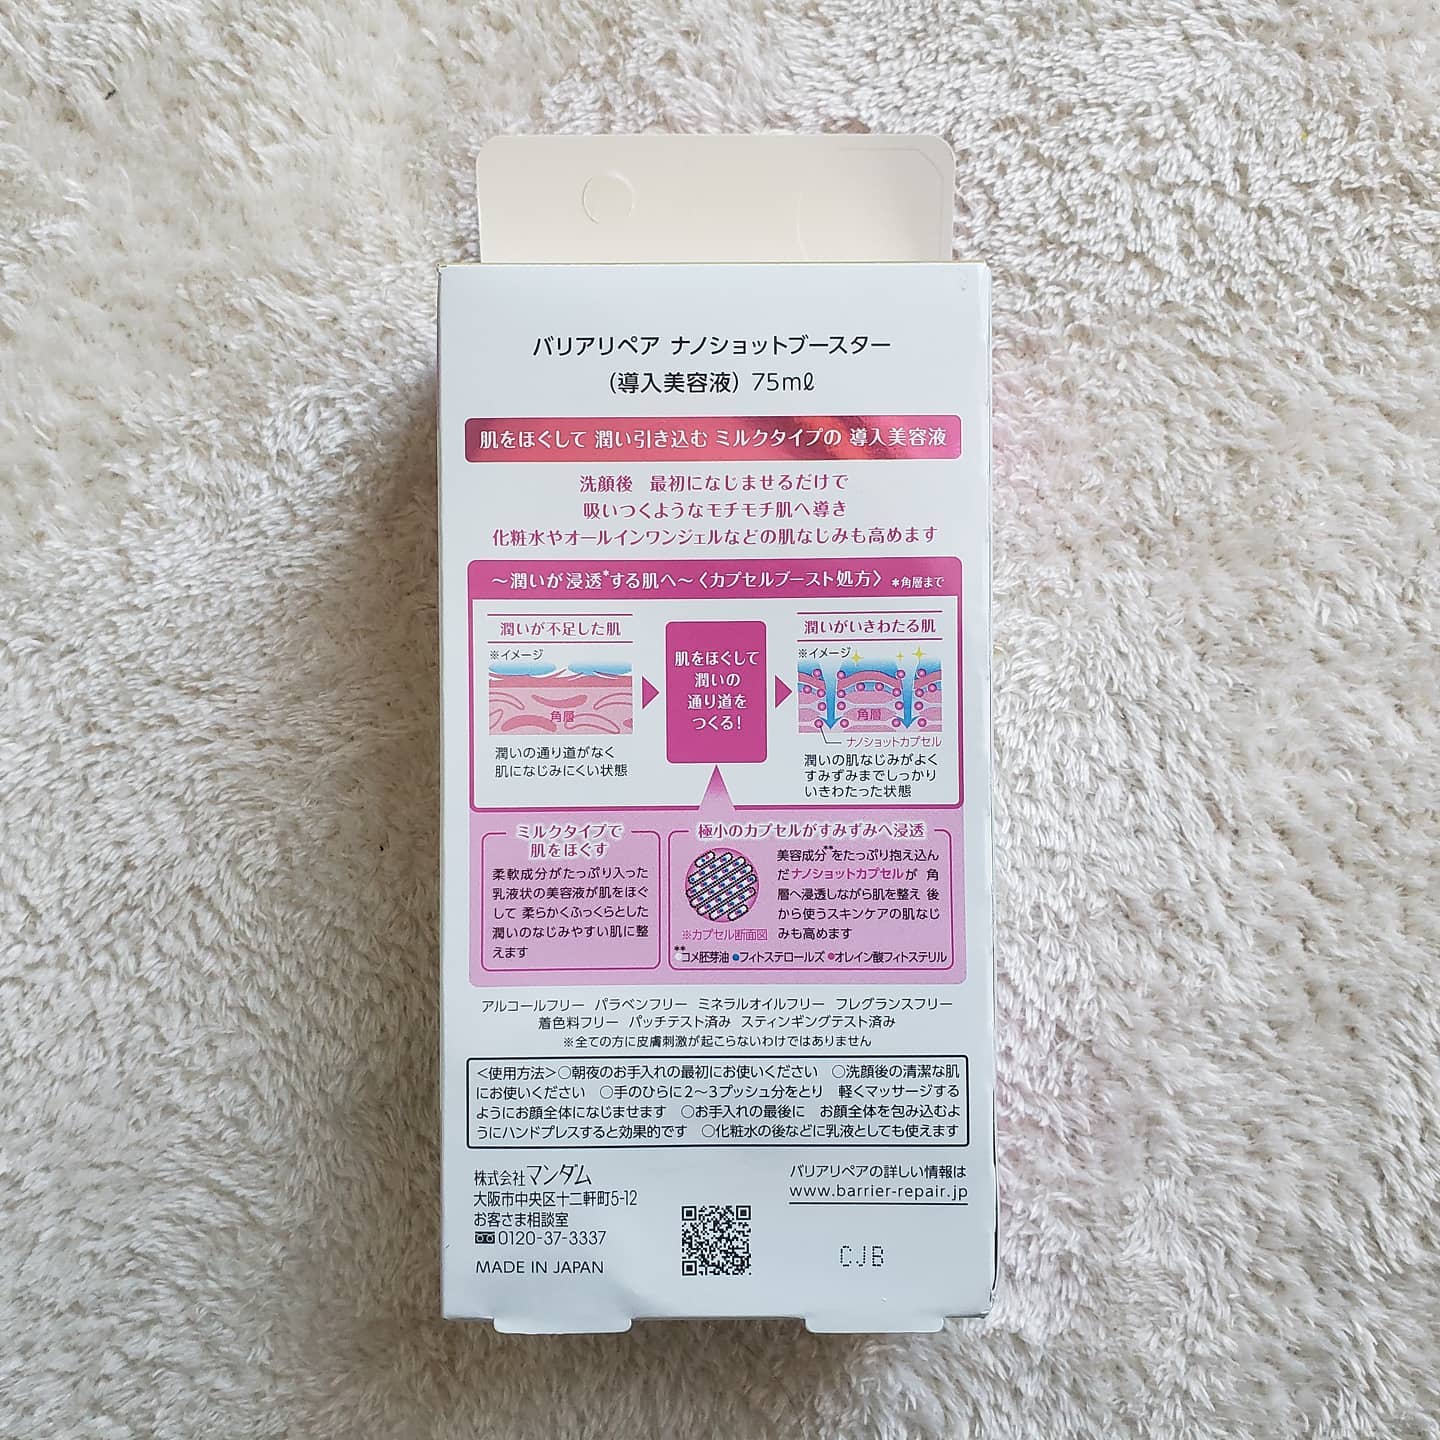 バリアリペア ナノショットブースター
(導入美容液) 75mℓ
肌をほぐして 潤い引き込む ミルクタイプの 導入美容液
洗顔後 最初になじませるだけで
吸いつくようなモチモチ肌へ導き
化粧水やオールインワンジェルなどの肌なじみも高めます
～潤いが浸透*する肌へ～〈カプセルブースト処方〉 *角層まで
潤いが不足した肌
※イメージ
角層
潤いの通り道がなく
肌になじみにくい状態
肌をほぐして
潤いの
通り道を
つくる!
潤いがいきわたる肌
※イメージ
角層
ナノショットカプセル
潤いの肌なじみがよく
すみずみまでしっかり
いきわたった状態
ミルクタイプで
肌をほぐす
柔軟成分がたっぷり入った
乳液状の美容液が肌をほぐ
して 柔らかくふっくらとした
潤いのなじみやすい肌に整
えます
極小のカプセルがすみずみへ浸透
美容成分**をたっぷり抱え込ん
だナノショットカプセルが 角
層へ浸透しながら肌を整え 後
から使うスキンケアの肌なじ
みも高めます
※カプセル断面図
**コメ胚芽油 ●フィトステロールズ ●オレイン酸フィトステリル
アルコールフリー パラベンフリー ミネラルオイルフリー フレグランスフリー
着色料フリー パッチテスト済み スティンギングテスト済み
※全ての方に皮膚刺激が起こらないわけではありません
＜使用方法＞○朝夜のお手入れの最初にお使いください ○洗顔後の清潔な肌
にお使いください ○手のひらに2～3プッシュ分をとり 軽くマッサージする
ようにお顔全体になじませます ○お手入れの最後に お顔全体を包み込むよ
うにハンドプレスすると効果的です ○化粧水の後などに乳液としても使えます
株式会社マンダム
大阪市中央区十二軒町5-12
お客さま相談室
0120-37-3337
MADE IN JAPAN
バリアリペアの詳しい情報は
www.barrier-repair.jp
CJB